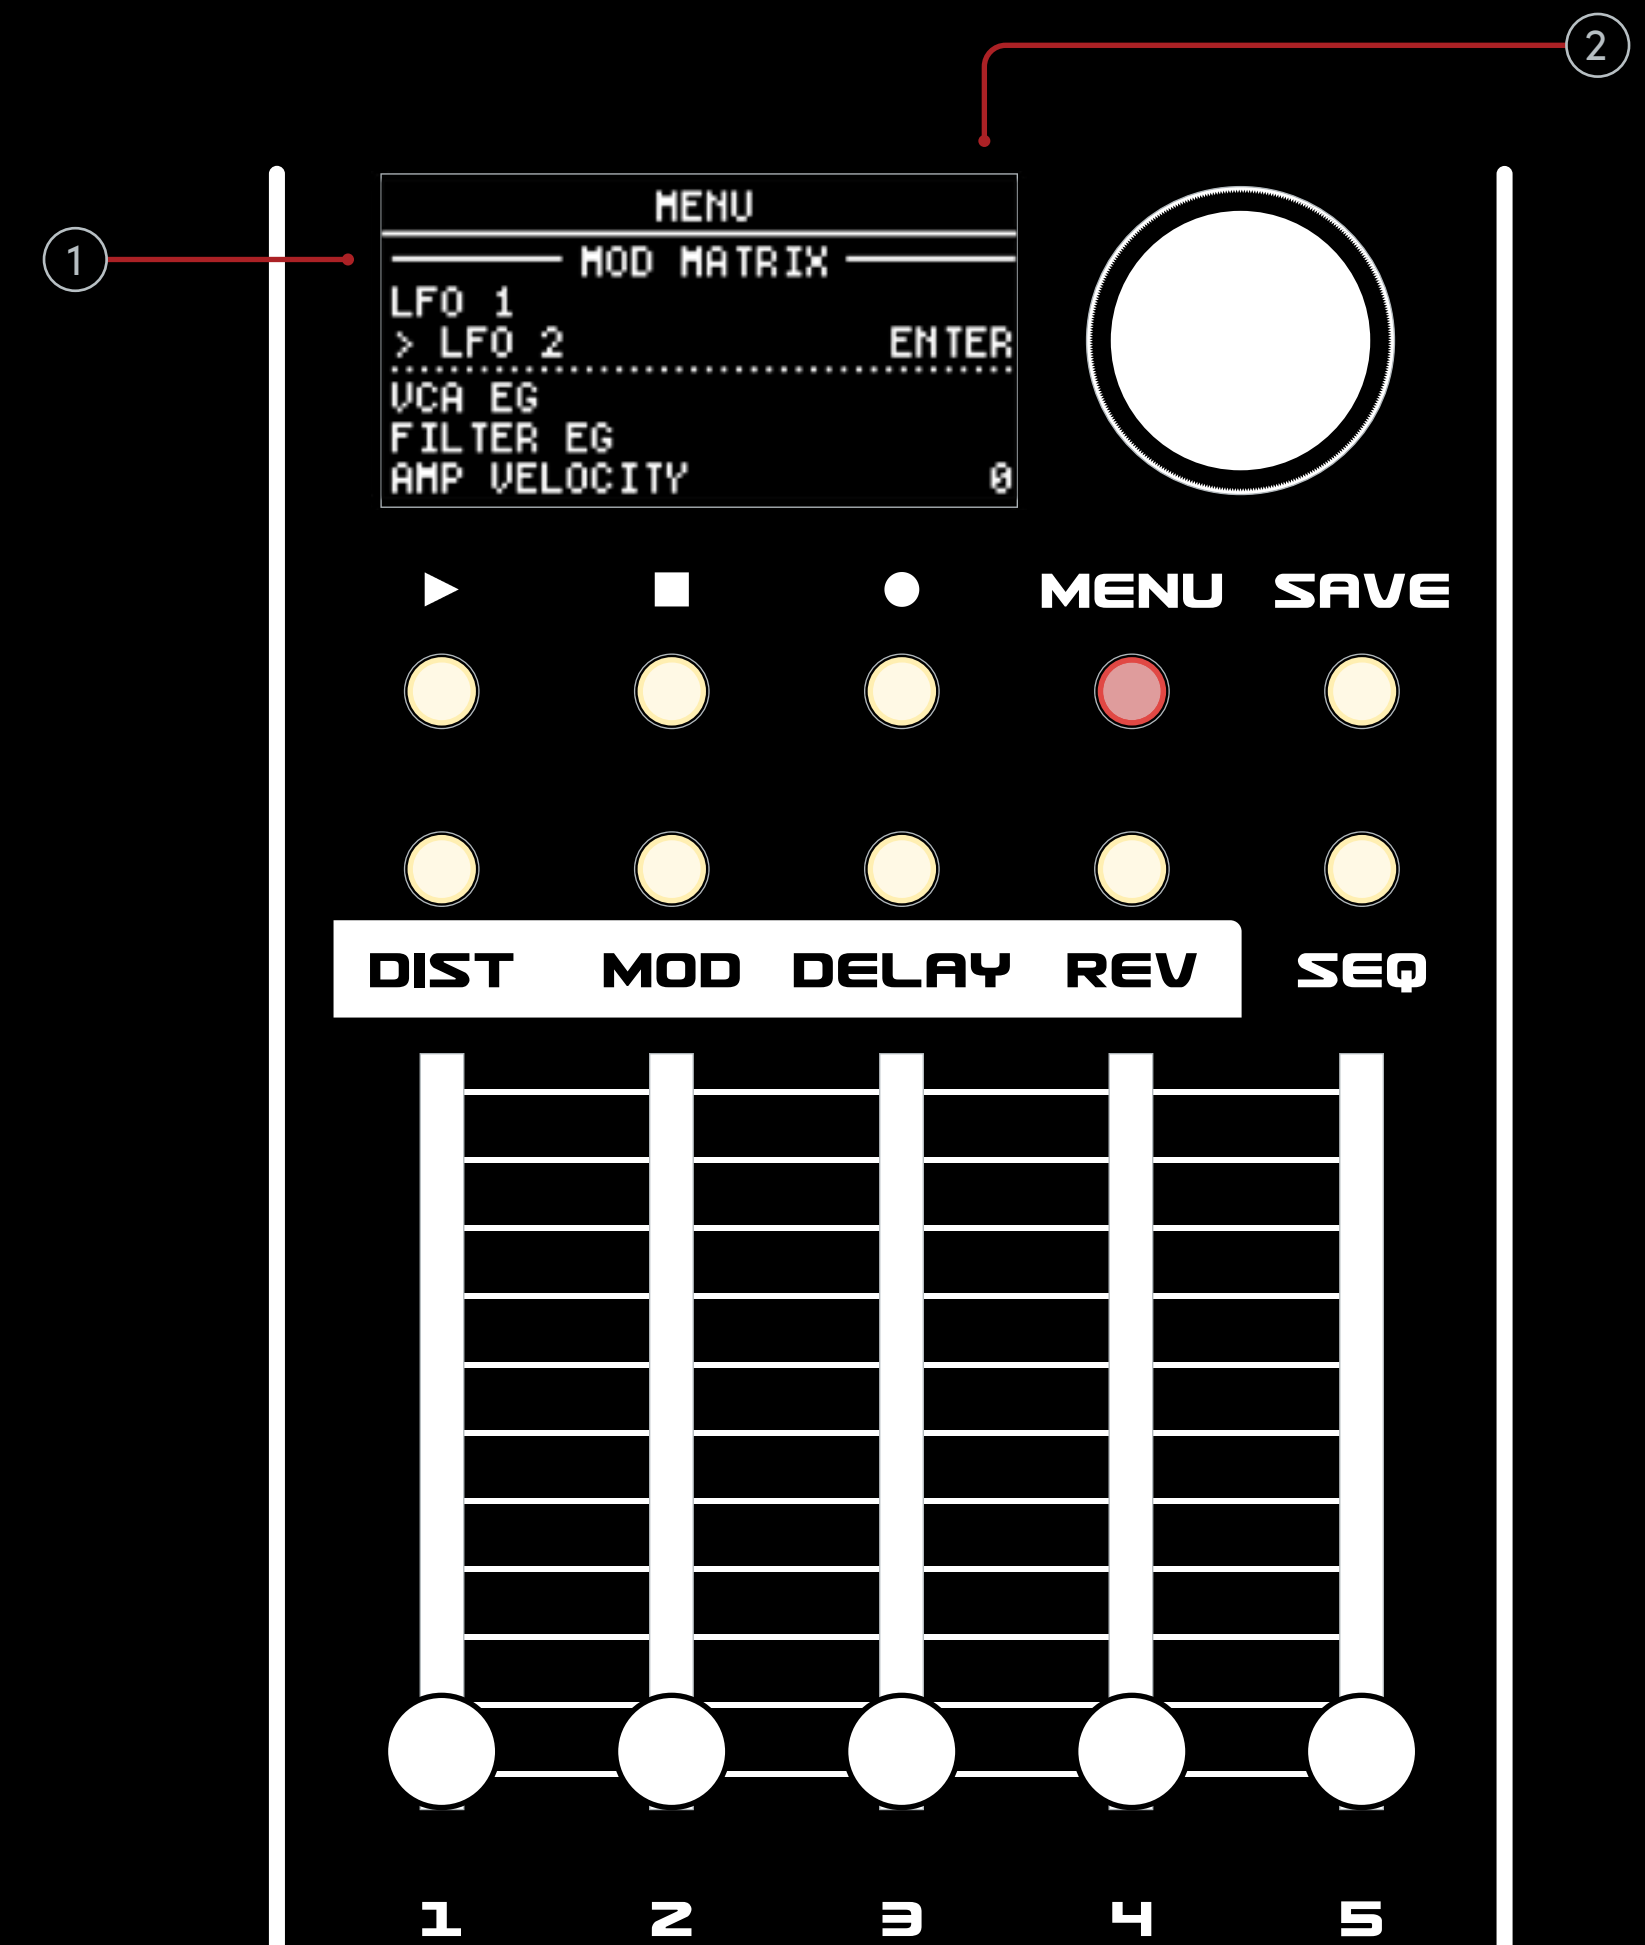 2
1
MENU
MOD MATRIX
LFO 1
> LFO 2 ENTER
VCA EG
FILTER EG
AMP VELOCITY 0
MENU SAVE
DIST MOD DELAY REV SEQ
1 2 3 4 5